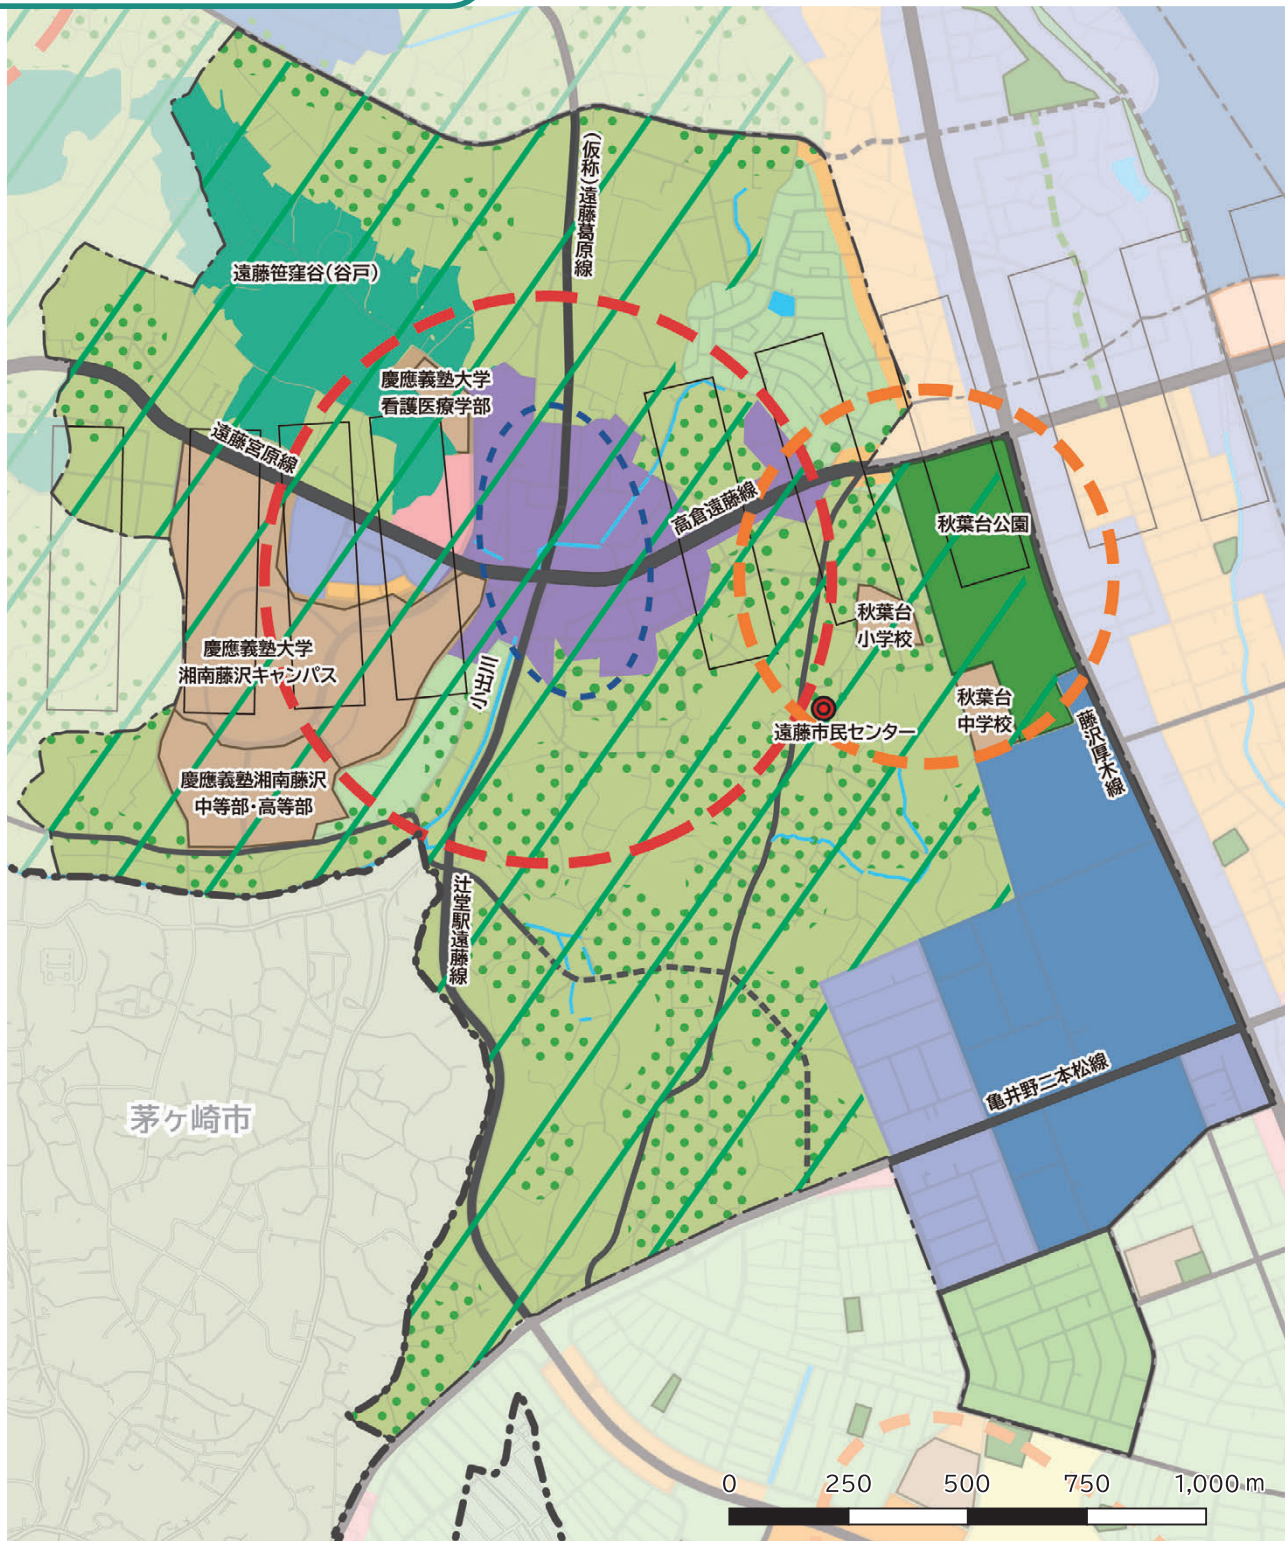 (仮称)遠藤葛原線
遠藤笹窪谷(谷戸)
慶應義塾大学
看護医療学部
遠藤宮原線
高倉遠藤線
秋葉台公園
秋葉台
小学校
慶應義塾大学
湘南藤沢キャンパス
小出川
秋葉台
中学校
遠藤市民センター
藤沢厚木線
慶應義塾湘南藤沢
中等部・高等部
辻堂駅遠藤線
亀井野二本松線
茅ヶ崎市
0 250 500 750 1,000m